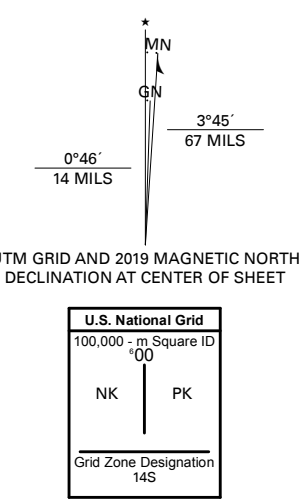 ★
MN
GN
3°45´
67 MILS
0°46´
14 MILS
UTM GRID AND 2019 MAGNETIC NORTH
DECLINATION AT CENTER OF SHEET
U.S. National Grid
100,000 - m Square ID
⁶00
NK PK
Grid Zone Designation
14S